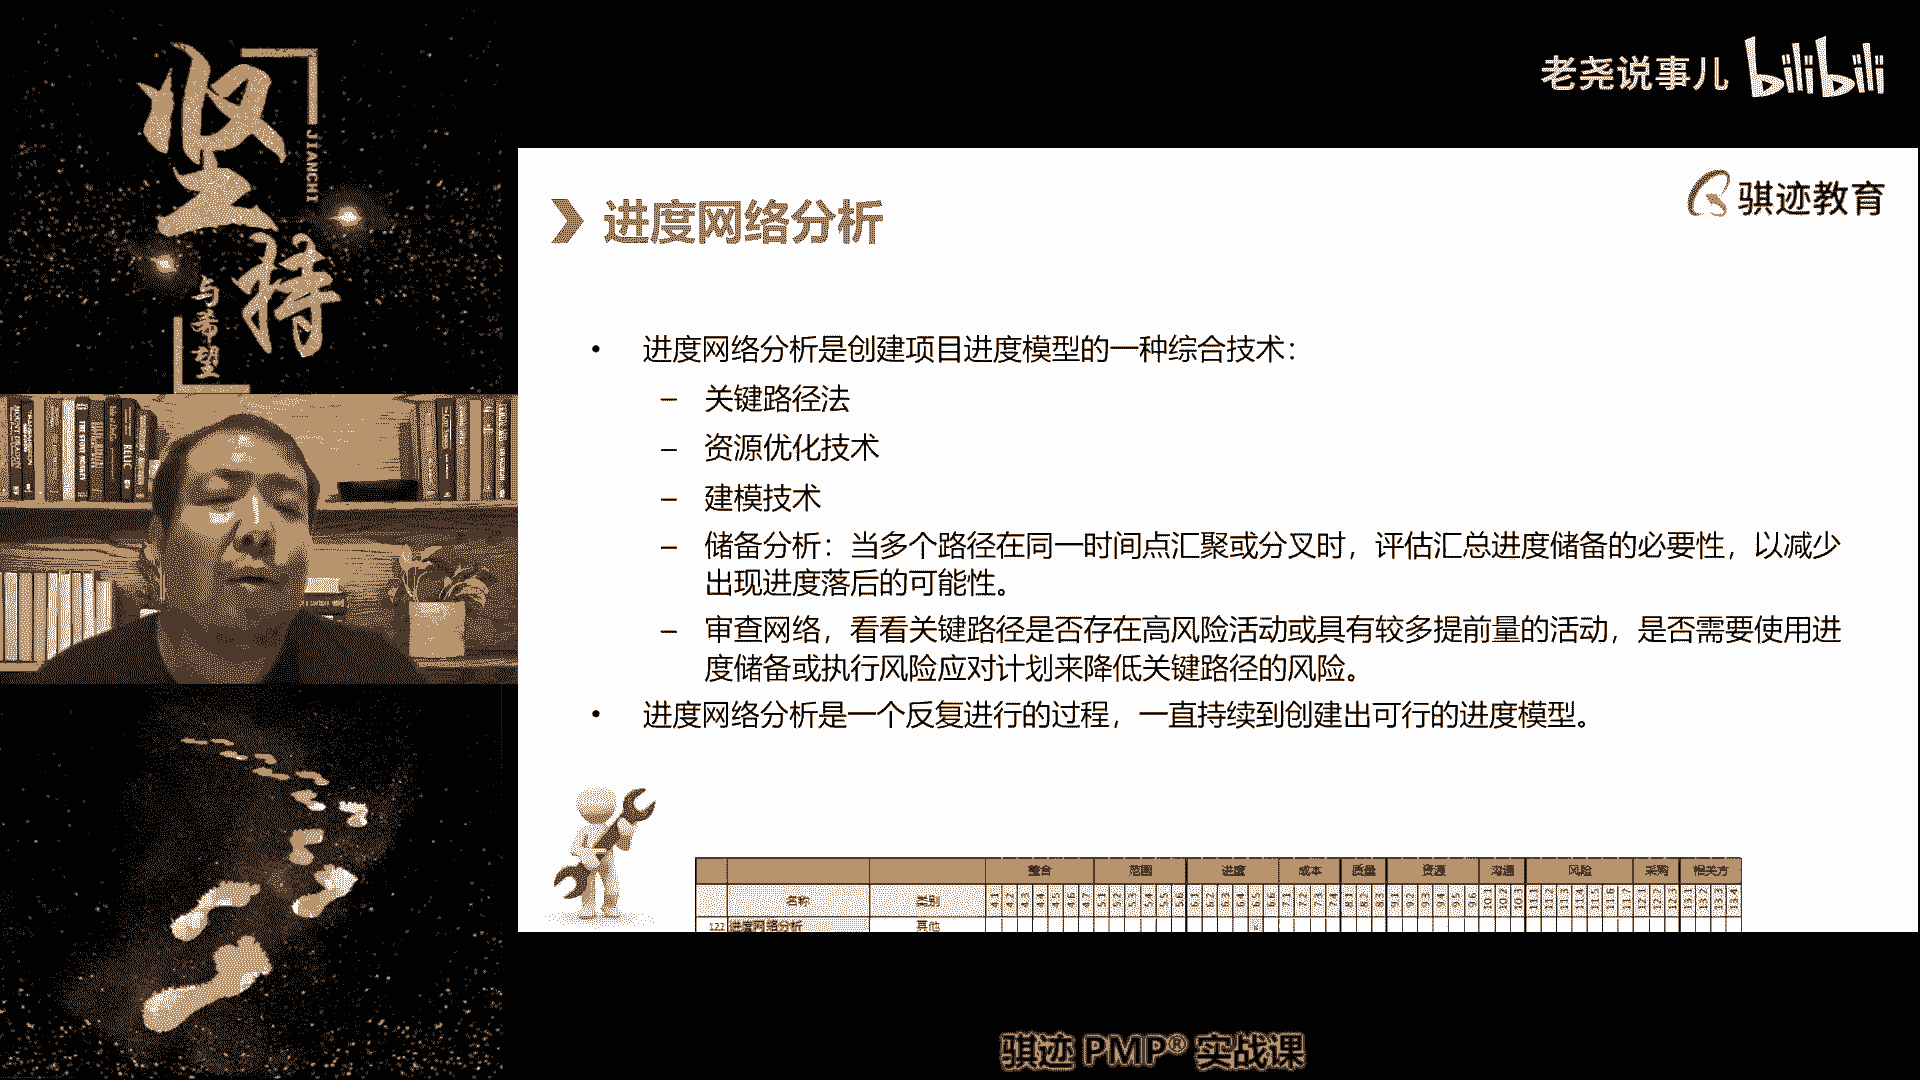 坚持
JIANCHI
与希望
老尧说事儿 bilibili
骐迹教育
进度网络分析
• 进度网络分析是创建项目进度模型的一种综合技术：
– 关键路径法
– 资源优化技术
– 建模技术
– 储备分析：当多个路径在同一时间点汇聚或分叉时，评估汇总进度储备的必要性，以减少
出现进度落后的可能性。
– 审查网络，看看关键路径是否存在高风险活动或具有较多提前量的活动，是否需要使用进
度储备或执行风险应对计划来降低关键路径的风险。
• 进度网络分析是一个反复进行的过程，一直持续到创建出可行的进度模型。
整合 范围 进度 成本 质量 资源 沟通 风险 采购 相关方
名称 类别
122 进度网络分析 其他
骐迹 PMP® 实战课